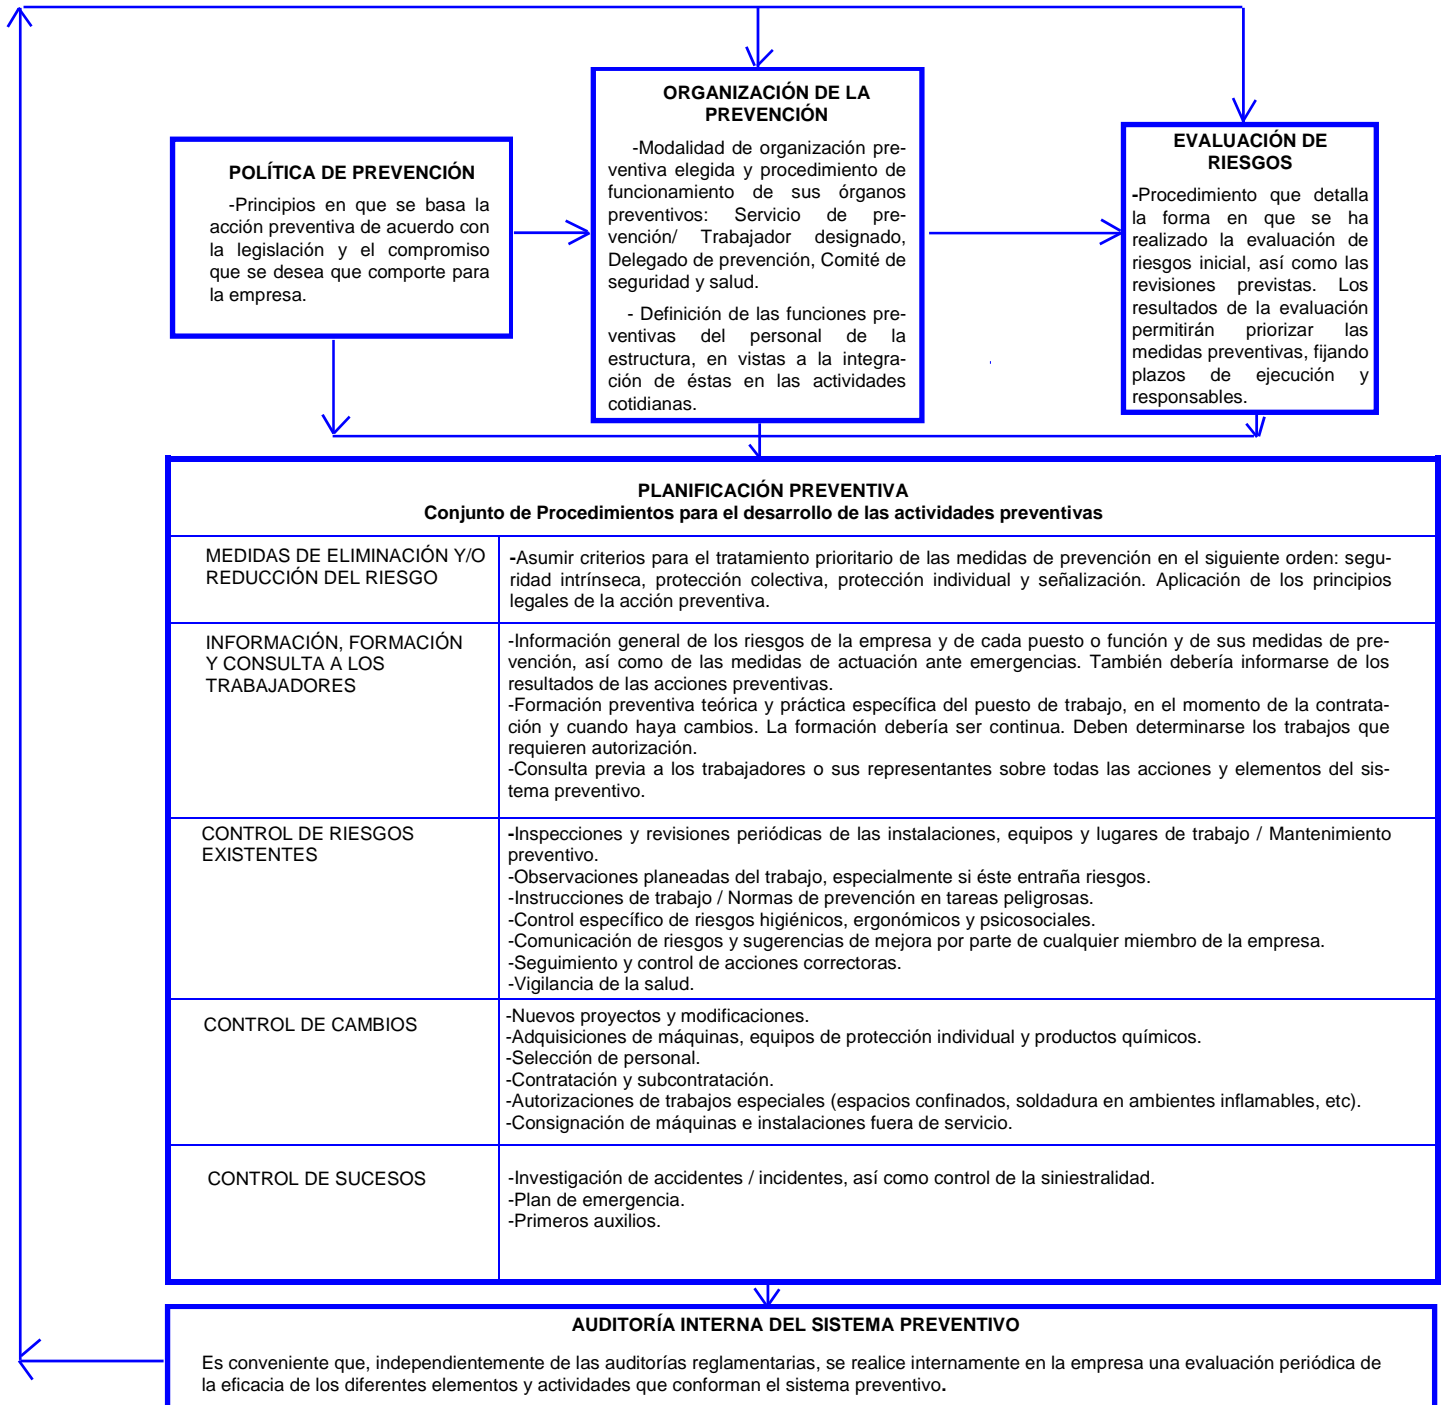 POLÍTICA DE PREVENCIÓN
-Principios en que se basa la
acción preventiva de acuerdo con
la legislación y el compromiso
que se desea que comporte para
la empresa.
ORGANIZACIÓN DE LA
PREVENCIÓN
-Modalidad de organización pre-
ventiva elegida y procedimiento de
funcionamiento de sus órganos
preventivos: Servicio de pre-
vención/ Trabajador designado,
Delegado de prevención, Comité de
seguridad y salud.
- Definición de las funciones pre-
ventivas del personal de la
estructura, en vistas a la integra-
ción de éstas en las actividades
cotidianas.
EVALUACIÓN DE
RIESGOS
-Procedimiento que detalla
la forma en que se ha
realizado la evaluación de
riesgos inicial, así como las
revisiones previstas. Los
resultados de la evaluación
permitirán priorizar las
medidas preventivas, fijando
plazos de ejecución y
responsables.
PLANIFICACIÓN PREVENTIVA
Conjunto de Procedimientos para el desarrollo de las actividades preventivas
MEDIDAS DE ELIMINACIÓN Y/O
REDUCCIÓN DEL RIESGO
-Asumir criterios para el tratamiento prioritario de las medidas de prevención en el siguiente orden: segu-
ridad intrínseca, protección colectiva, protección individual y señalización. Aplicación de los principios
legales de la acción preventiva.
INFORMACIÓN, FORMACIÓN
Y CONSULTA A LOS
TRABAJADORES
-Información general de los riesgos de la empresa y de cada puesto o función y de sus medidas de pre-
vención, así como de las medidas de actuación ante emergencias. También debería informarse de los
resultados de las acciones preventivas.
-Formación preventiva teórica y práctica específica del puesto de trabajo, en el momento de la contrata-
ción y cuando haya cambios. La formación debería ser continua. Deben determinarse los trabajos que
requieren autorización.
-Consulta previa a los trabajadores o sus representantes sobre todas las acciones y elementos del sis-
tema preventivo.
CONTROL DE RIESGOS
EXISTENTES
-Inspecciones y revisiones periódicas de las instalaciones, equipos y lugares de trabajo / Mantenimiento
preventivo.
-Observaciones planeadas del trabajo, especialmente si éste entraña riesgos.
-Instrucciones de trabajo / Normas de prevención en tareas peligrosas.
-Control específico de riesgos higiénicos, ergonómicos y psicosociales.
-Comunicación de riesgos y sugerencias de mejora por parte de cualquier miembro de la empresa.
-Seguimiento y control de acciones correctoras.
-Vigilancia de la salud.
CONTROL DE CAMBIOS
-Nuevos proyectos y modificaciones.
-Adquisiciones de máquinas, equipos de protección individual y productos químicos.
-Selección de personal.
-Contratación y subcontratación.
-Autorizaciones de trabajos especiales (espacios confinados, soldadura en ambientes inflamables, etc).
-Consignación de máquinas e instalaciones fuera de servicio.
CONTROL DE SUCESOS
-Investigación de accidentes / incidentes, así como control de la siniestralidad.
-Plan de emergencia.
-Primeros auxilios.
AUDITORÍA INTERNA DEL SISTEMA PREVENTIVO
Es conveniente que, independientemente de las auditorías reglamentarias, se realice internamente en la empresa una evaluación periódica de
la eficacia de los diferentes elementos y actividades que conforman el sistema preventivo.